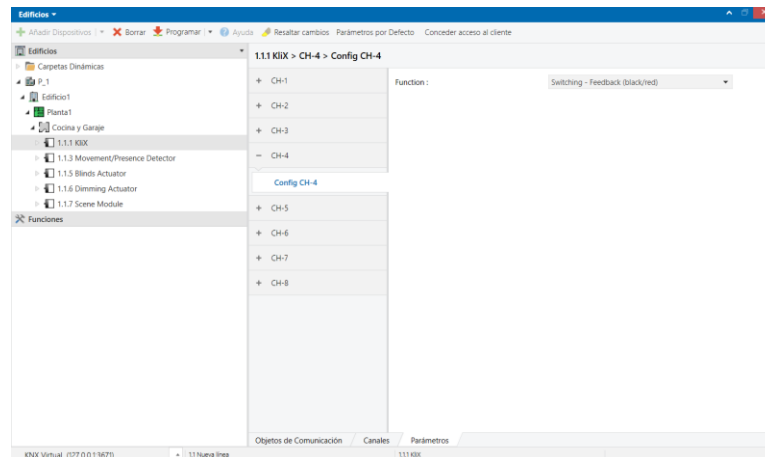 Edificios
Añadir Dispositivos Borrar Programar Ayuda Resaltar cambios Parámetros por Defecto Conceder acceso al cliente
Edificios
Carpetas Dinámicas
P_1
Edificio1
Planta1
Cocina y Garaje
1.1.1 KliX
1.1.3 Movement/Presence Detector
1.1.5 Blinds Actuator
1.1.6 Dimming Actuator
1.1.7 Scene Module
Funciones
1.1.1 KliX > CH-4 > Config CH-4
+ CH-1
+ CH-2
+ CH-3
− CH-4
Config CH-4
+ CH-5
+ CH-6
+ CH-7
+ CH-8
Function :
Switching - Feedback (black/red)
Objetos de Comunicación Canales Parámetros
KNX Virtual (127.0.0.1:3671) 1.1 Nueva línea 1.1.1 KliX